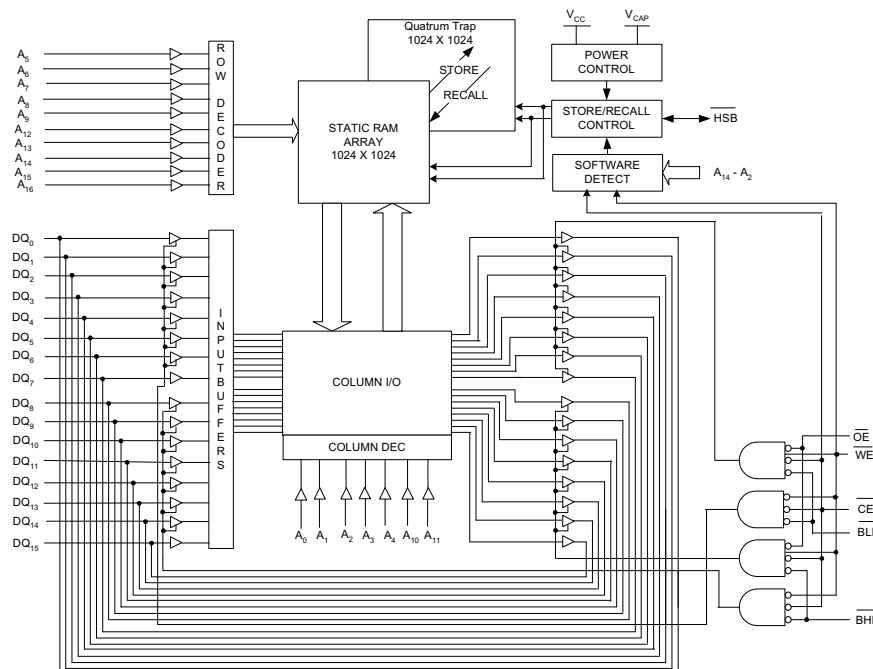 V_CC
V_CAP
Quatrum Trap
1024 X 1024
STORE
RECALL
POWER
CONTROL
STORE/RECALL
CONTROL
HSB
SOFTWARE
DETECT
A14 - A2
STATIC RAM
ARRAY
1024 X 1024
ROW DECODER
A5
A6
A7
A8
A9
A12
A13
A14
A15
A16
DQ0
DQ1
DQ2
DQ3
DQ4
DQ5
DQ6
DQ7
DQ8
DQ9
DQ10
DQ11
DQ12
DQ13
DQ14
DQ15
INPUT BUFFERS
COLUMN I/O
COLUMN DEC
A0
A1
A2
A3
A4
A10
A11
OE
WE
CE